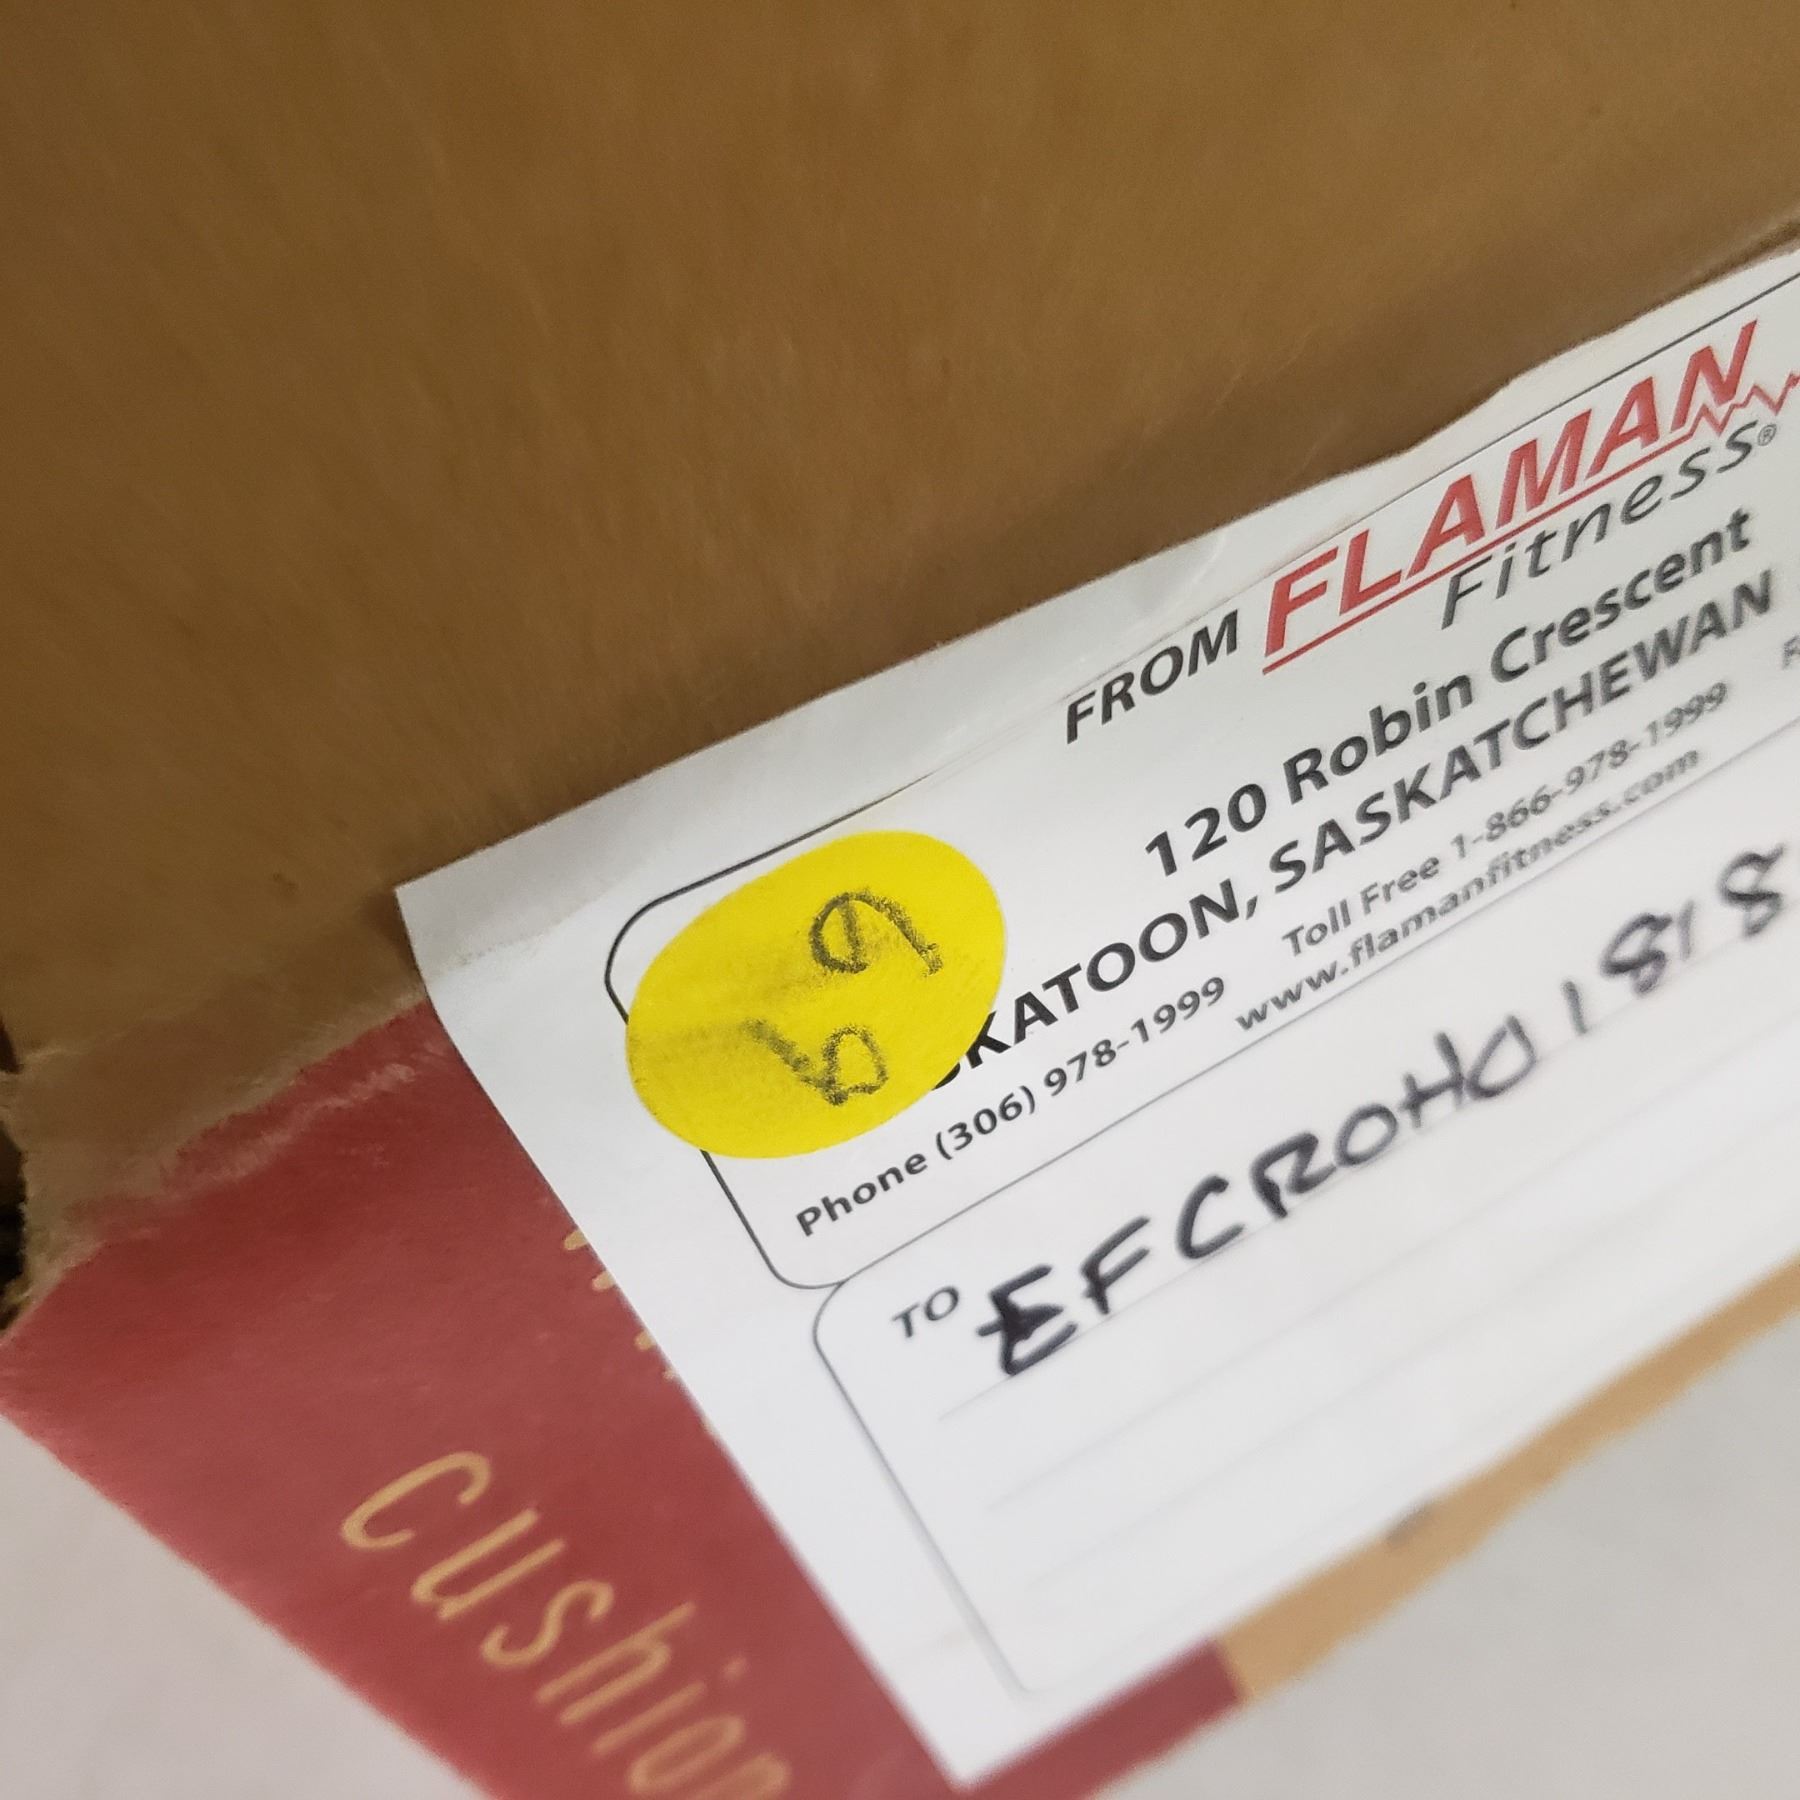 FROM FLAMAN
Fitness®
120 Robin Crescent
SKATOON, SASKATCHEWAN
Phone (306) 978-1999 Toll Free 1-866-978-1999
www.flamanfitness.com
69
TO EFCROHO1818
cushion